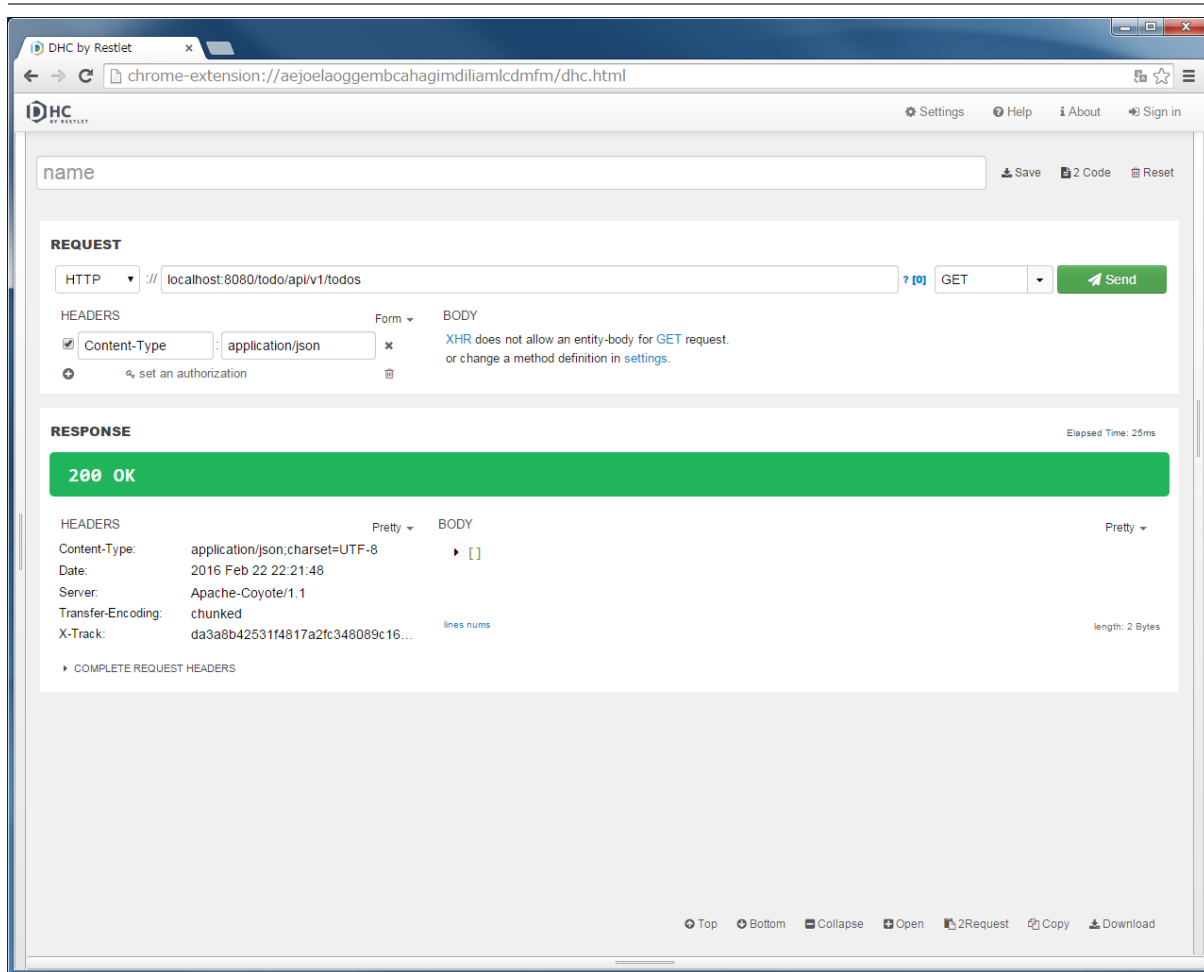 DHC by Restlet
chrome-extension://aejoelaoggembcahagimdiliamlcdmfm/dhc.html
DHC
BY RESTLET
Settings Help About Sign in
name
Save 2 Code Reset
REQUEST
HTTP :// localhost:8080/todo/api/v1/todos ? [0] GET Send
HEADERS Form BODY
Content-Type : application/json XHR does not allow an entity-body for GET request.
or change a method definition in settings.
set an authorization
RESPONSE Elapsed Time: 25ms
200 OK
HEADERS Pretty BODY Pretty
Content-Type: application/json;charset=UTF-8 []
Date: 2016 Feb 22 22:21:48
Server: Apache-Coyote/1.1
Transfer-Encoding: chunked
X-Track: da3a8b42531f4817a2fc348089c16...
lines nums length: 2 Bytes
COMPLETE REQUEST HEADERS
Top Bottom Collapse Open 2Request Copy Download